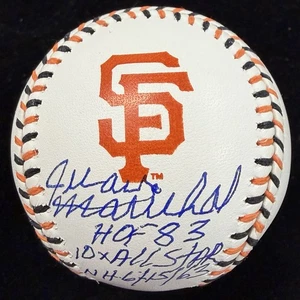 SF
Juan
Marichal
HOF 83
10x ALL STAR
NH 6/15/63